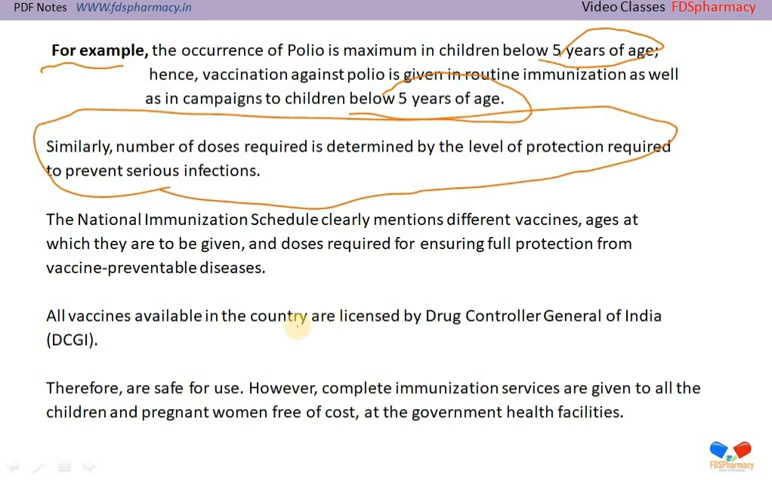 PDF Notes WWW.fdspharmacy.in
Video Classes FDSpharmacy
For example, the occurrence of Polio is maximum in children below 5 years of age;
hence, vaccination against polio is given in routine immunization as well
as in campaigns to children below 5 years of age.
Similarly, number of doses required is determined by the level of protection required
to prevent serious infections.
The National Immunization Schedule clearly mentions different vaccines, ages at
which they are to be given, and doses required for ensuring full protection from
vaccine-preventable diseases.
All vaccines available in the country are licensed by Drug Controller General of India
(DCGI).
Therefore, are safe for use. However, complete immunization services are given to all the
children and pregnant women free of cost, at the government health facilities.
FDSPharmacy